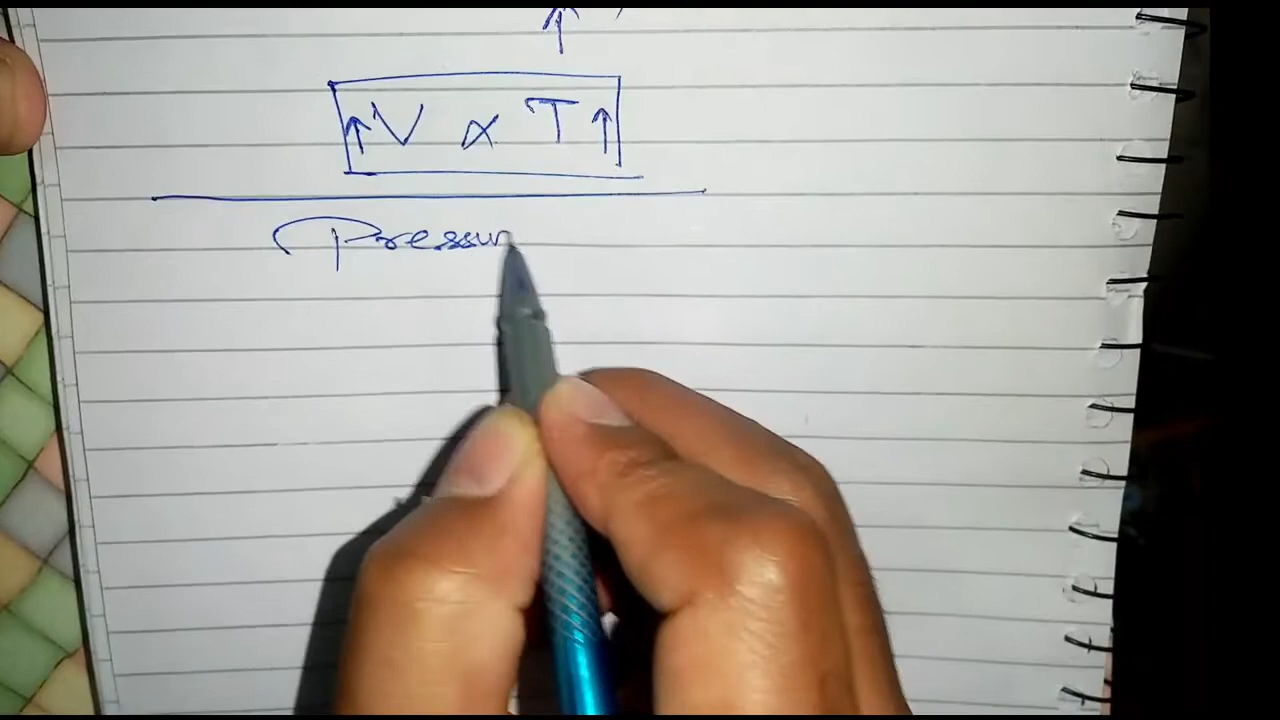 ↑
↑V ∝ T↑
Pressur